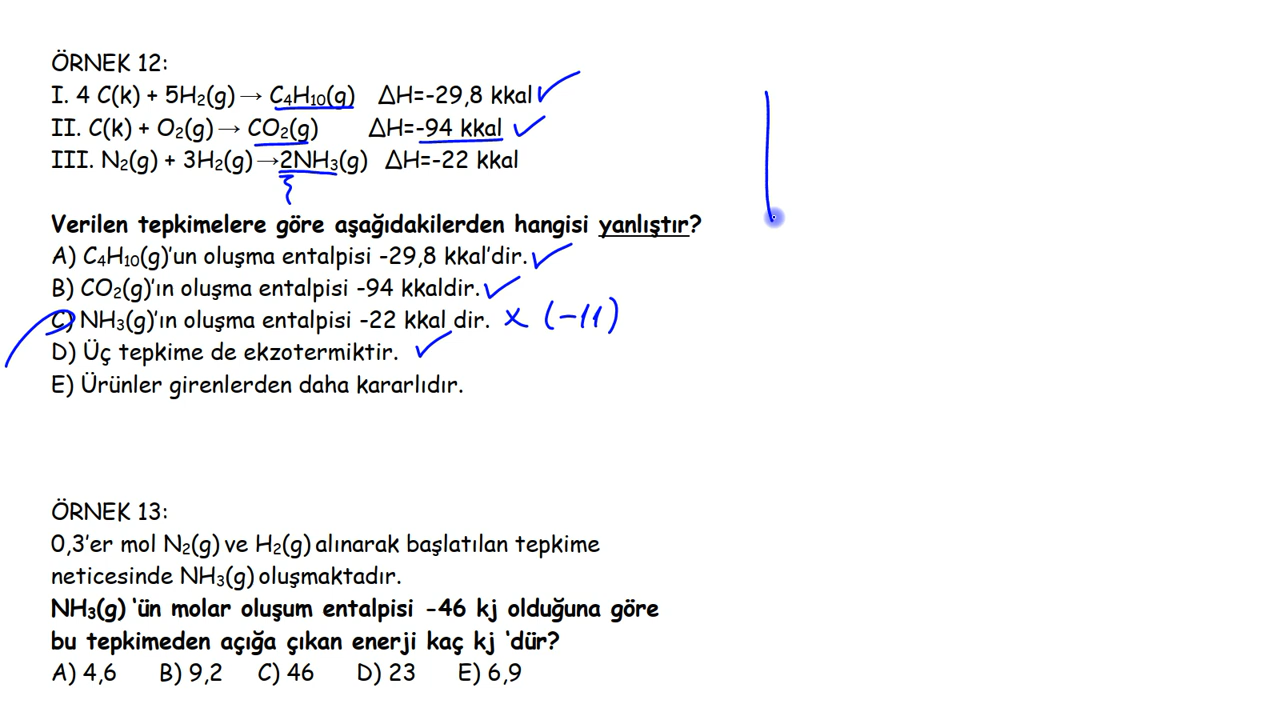 ÖRNEK 12:
I. 4 C(k) + 5H₂(g) → C₄H₁₀(g) ΔH=-29,8 kkal
II. C(k) + O₂(g) → CO₂(g) ΔH=-94 kkal
III. N₂(g) + 3H₂(g) →2NH₃(g) ΔH=-22 kkal
Verilen tepkimelere göre aşağıdakilerden hangisi yanlıştır?
A) C₄H₁₀(g)'un oluşma entalpisi -29,8 kkal'dir.
B) CO₂(g)'ın oluşma entalpisi -94 kkaldir.
C) NH₃(g)'ın oluşma entalpisi -22 kkal dir. x (-11)
D) Üç tepkime de ekzotermiktir.
E) Ürünler girenlerden daha kararlıdır.
ÖRNEK 13:
0,3'er mol N₂(g) ve H₂(g) alınarak başlatılan tepkime
neticesinde NH₃(g) oluşmaktadır.
NH₃(g) 'ün molar oluşum entalpisi -46 kj olduğuna göre
bu tepkimeden açığa çıkan enerji kaç kj 'dür?
A) 4,6 B) 9,2 C) 46 D) 23 E) 6,9